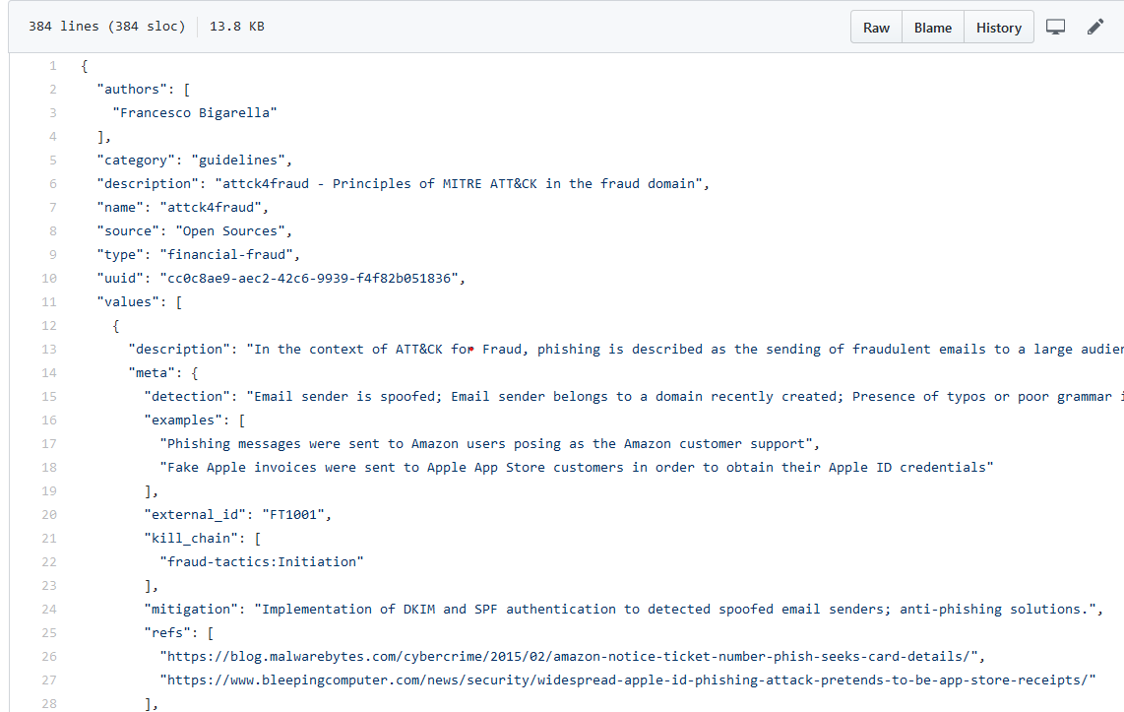 384 lines (384 sloc) 13.8 KB Raw Blame History
1 {
2 "authors": [
3 "Francesco Bigarella"
4 ],
5 "category": "guidelines",
6 "description": "attck4fraud - Principles of MITRE ATT&CK in the fraud domain",
7 "name": "attck4fraud",
8 "source": "Open Sources",
9 "type": "financial-fraud",
10 "uuid": "cc0c8ae9-aec2-42c6-9939-f4f82b051836",
11 "values": [
12 {
13 "description": "In the context of ATT&CK for Fraud, phishing is described as the sending of fraudulent emails to a large audien
14 "meta": {
15 "detection": "Email sender is spoofed; Email sender belongs to a domain recently created; Presence of typos or poor grammar i
16 "examples": [
17 "Phishing messages were sent to Amazon users posing as the Amazon customer support",
18 "Fake Apple invoices were sent to Apple App Store customers in order to obtain their Apple ID credentials"
19 ],
20 "external_id": "FT1001",
21 "kill_chain": [
22 "fraud-tactics:Initiation"
23 ],
24 "mitigation": "Implementation of DKIM and SPF authentication to detected spoofed email senders; anti-phishing solutions.",
25 "refs": [
26 "https://blog.malwarebytes.com/cybercrime/2015/02/amazon-notice-ticket-number-phish-seeks-card-details/",
27 "https://www.bleepingcomputer.com/news/security/widespread-apple-id-phishing-attack-pretends-to-be-app-store-receipts/"
28 ],